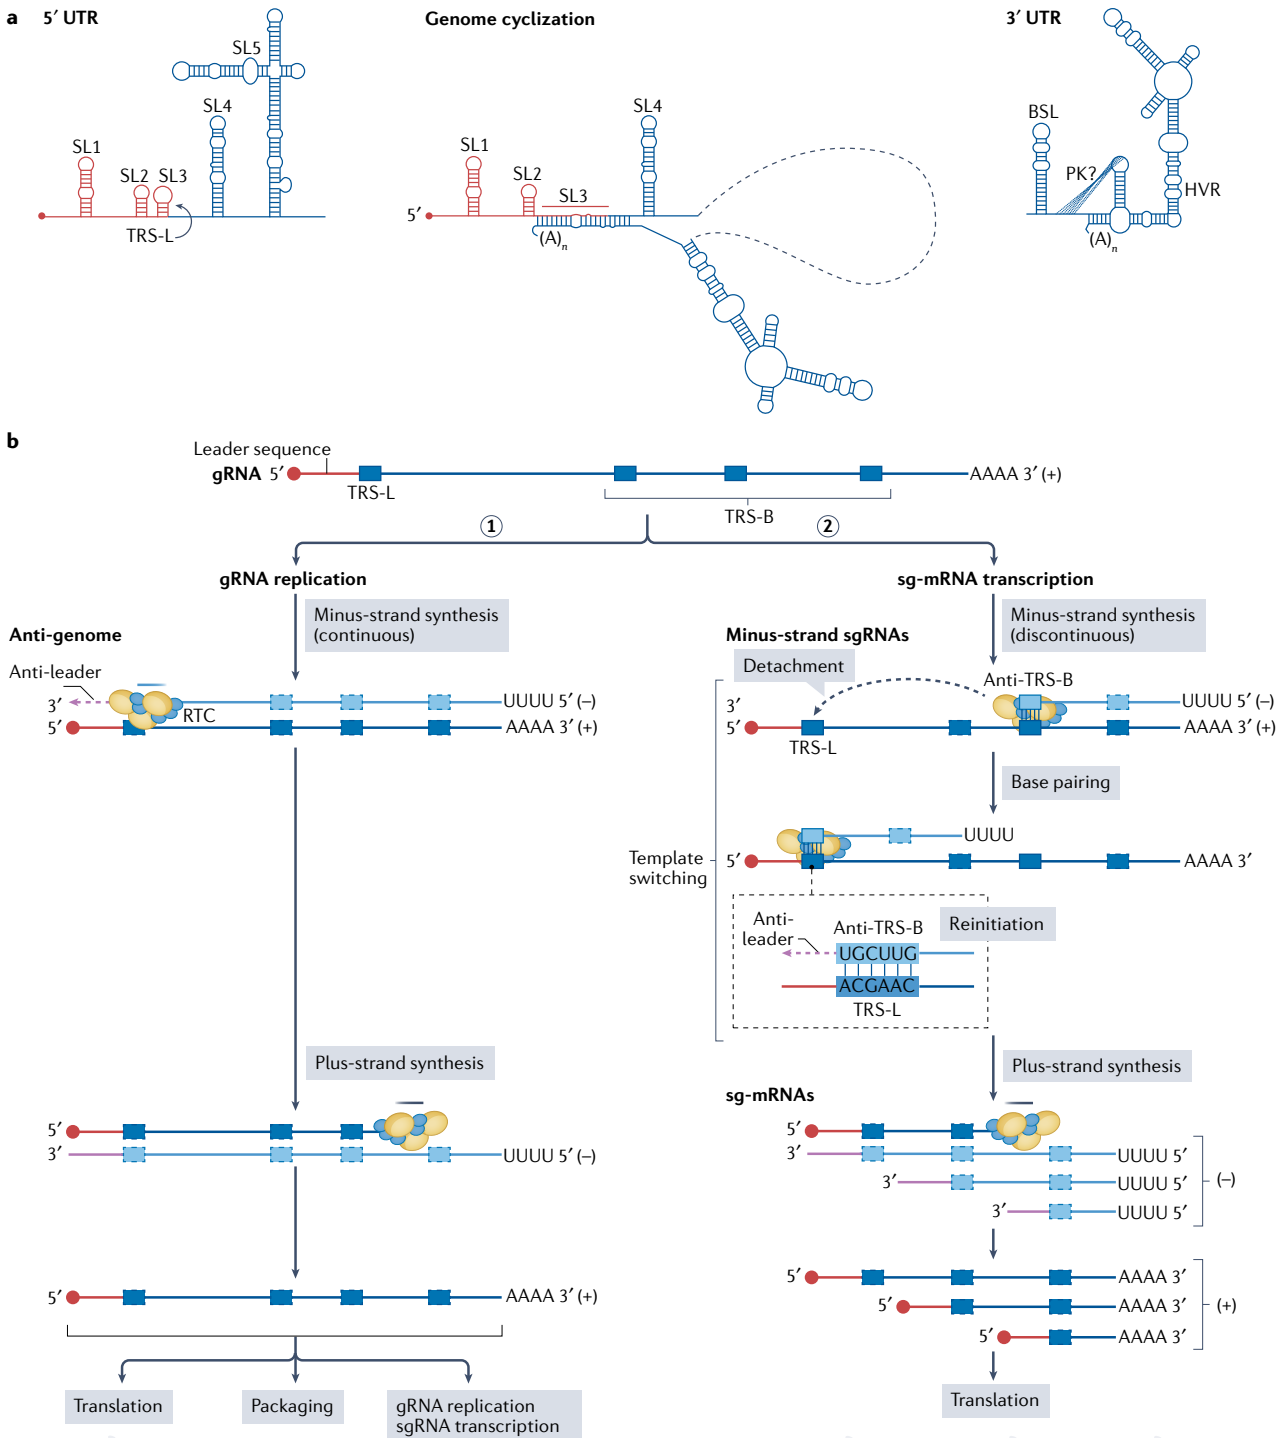 a
5′ UTR
Genome cyclization
3′ UTR
SL5
SL4
SL1
SL2
SL3
TRS-L
SL4
SL1
SL2
SL3
5′
(A)n
BSL
PK?
HVR
(A)n
b
Leader sequence
gRNA 5′
AAAA 3′ (+)
TRS-L
TRS-B
1
2
gRNA replication
sg-mRNA transcription
Minus-strand synthesis
(continuous)
Anti-genome
Anti-leader
3′
UUUU 5′ (–)
RTC
5′
AAAA 3′ (+)
Minus-strand synthesis
(discontinuous)
Minus-strand sgRNAs
Detachment
Anti-TRS-B
3′
UUUU 5′ (–)
5′
AAAA 3′ (+)
TRS-L
Base pairing
UUUU
Template
switching
5′
AAAA 3′
Anti-
leader
Anti-TRS-B
Reinitiation
UGCUUG
ACGAAC
TRS-L
Plus-strand synthesis
5′
3′
UUUU 5′ (–)
5′
AAAA 3′ (+)
Translation
Packaging
gRNA replication
sgRNA transcription
Plus-strand synthesis
sg-mRNAs
5′
3′
UUUU 5′
3′
UUUU 5′
(–)
3′
UUUU 5′
5′
AAAA 3′
5′
AAAA 3′
(+)
5′
AAAA 3′
Translation